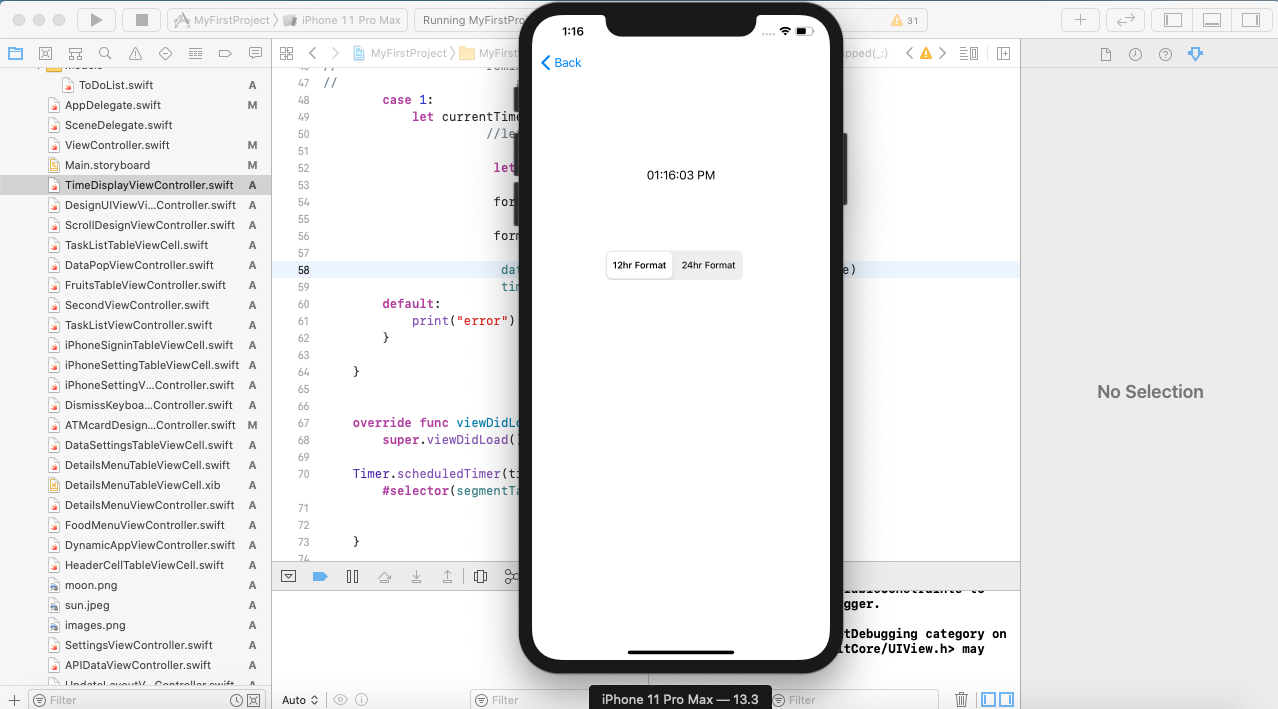 MyFirstProject
iPhone 11 Pro Max
Running MyFirstProj
31
MyFirstProject
MyFirst
pped(_:)
ToDoList.swift A
AppDelegate.swift M
SceneDelegate.swift
ViewController.swift M
Main.storyboard M
TimeDisplayViewController.swift A
DesignUIViewVi...Controller.swift A
ScrollDesignViewController.swift A
TaskListTableViewCell.swift A
DataPopViewController.swift A
FruitsTableViewController.swift A
SecondViewController.swift A
TaskListViewController.swift A
iPhoneSigninTableViewCell.swift A
iPhoneSettingTableViewCell.swift A
iPhoneSettingV...Controller.swift A
DismissKeyboa...Controller.swift A
ATMcardDesign...Controller.swift M
DataSettingsTableViewCell.swift A
DetailsMenuTableViewCell.swift A
DetailsMenuTableViewCell.xib A
DetailsMenuViewController.swift A
FoodMenuViewController.swift A
DynamicAppViewController.swift A
HeaderCellTableViewCell.swift A
moon.png A
sun.jpeg A
images.png A
SettingsViewController.swift A
APIDataViewController.swift A
Filter
47 //
48 case 1:
49 let currentTime
50 //le
51
52 let
53
54 for
55
56 for
57
58 dat e)
59 tim
60 default:
61 print("error")
62 }
63
64 }
65
66
67 override func viewDidLo
68 super.viewDidLoad()
69
70 Timer.scheduledTimer(ti
#selector(segmentTa
71
72
73 }
74
1:16
Back
01:16:03 PM
12hr Format 24hr Format
iPhone 11 Pro Max — 13.3
No Selection
gger.
tDebugging category on
itCore/UIView.h> may
Auto
Filter
Filter